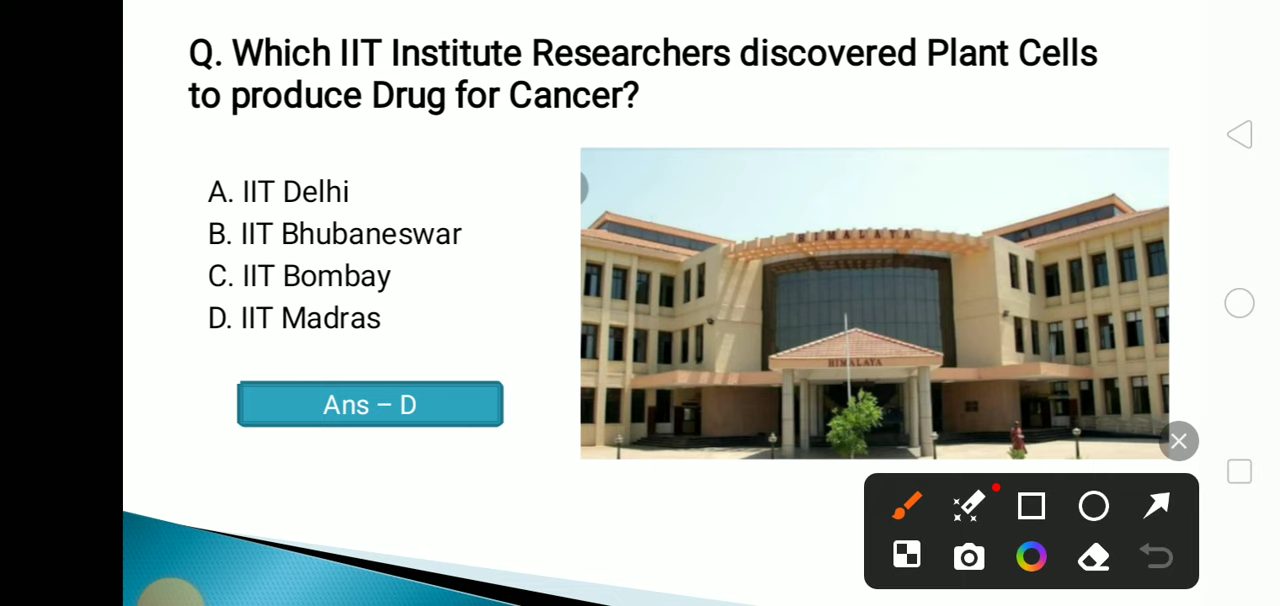 Q. Which IIT Institute Researchers discovered Plant Cells
to produce Drug for Cancer?
A. IIT Delhi
B. IIT Bhubaneswar
C. IIT Bombay
D. IIT Madras
Ans – D
HIMALAYA
HIMALAYA